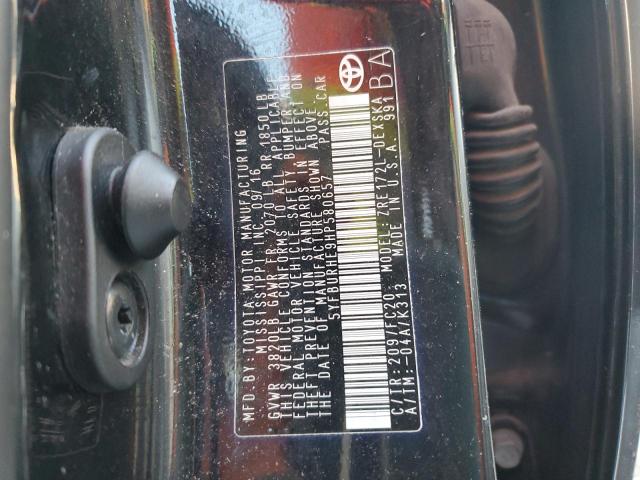 MFD BY: TOYOTA MOTOR MANUFACTURING
MISSISSIPPI, INC. 09/16
GVWR 3820LB GAWR FR 2070 LB RR 1850LB
THIS VEHICLE CONFORMS TO ALL APPLICABLE
FEDERAL MOTOR VEHICLE SAFETY, BUMPER, AND
THEFT PREVENTION STANDARDS IN EFFECT ON
THE DATE OF MANUFACTURE SHOWN ABOVE.
5YFBURHE9HP580657 PASS.CAR
C/TR: 209/FC20 MODEL: ZRE172L-DEXSKA
A/TM: -04A/K313 MADE IN U.S.A. 991
BA